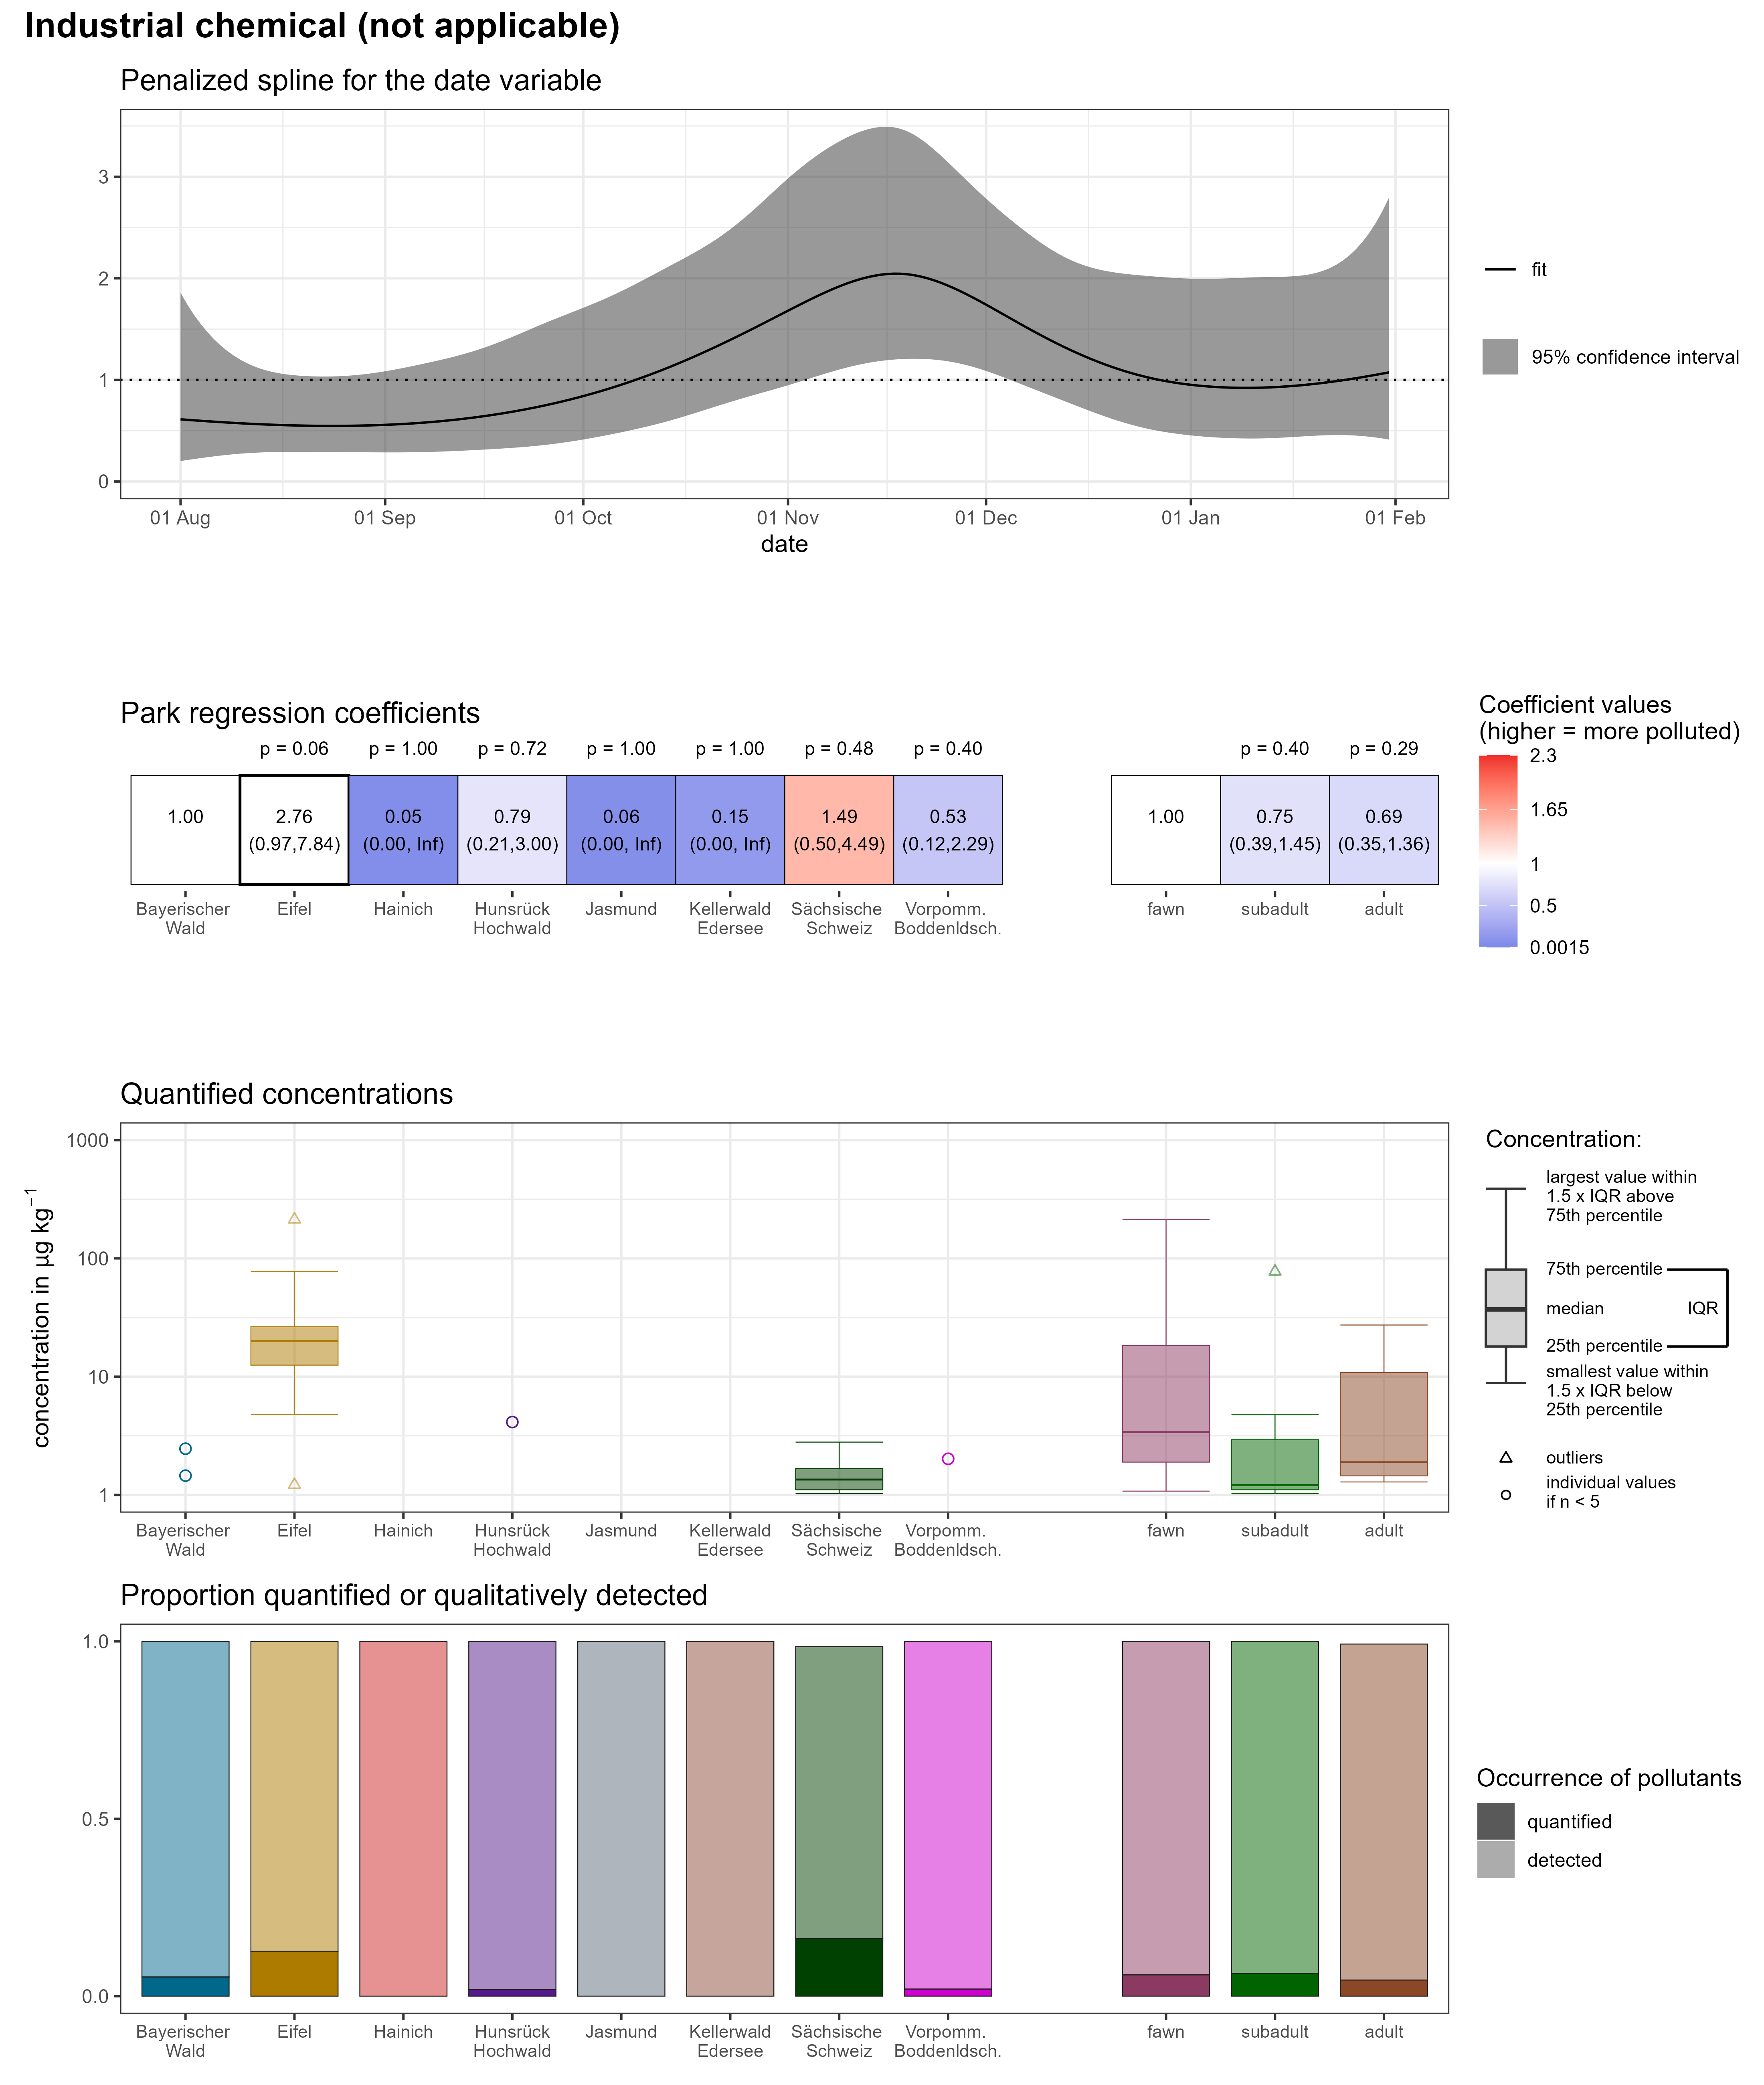 Industrial chemical (not applicable)
Penalized spline for the date variable
3
2
1
0
01 Aug 01 Sep 01 Oct 01 Nov 01 Dec 01 Jan 01 Feb
date
fit
95% confidence interval
Park regression coefficients
p = 0.06 p = 1.00 p = 0.72 p = 1.00 p = 1.00 p = 0.48 p = 0.40 p = 0.40 p = 0.29
1.00 2.76 0.05 0.79 0.06 0.15 1.49 0.53 1.00 0.75 0.69
(0.97,7.84) (0.00, Inf) (0.21,3.00) (0.00, Inf) (0.00, Inf) (0.50,4.49) (0.12,2.29) (0.39,1.45) (0.35,1.36)
Bayerischer Eifel Hainich Hunsrück Jasmund Kellerwald Sächsische Vorpomm. fawn subadult adult
Wald Hochwald Edersee Schweiz Boddenldsch.
Coefficient values
(higher = more polluted)
2.3
1.65
1
0.5
0.0015
Quantified concentrations
concentration in µg kg⁻¹
1000
100
10
1
Bayerischer Eifel Hainich Hunsrück Jasmund Kellerwald Sächsische Vorpomm. fawn subadult adult
Wald Hochwald Edersee Schweiz Boddenldsch.
Concentration:
largest value within
1.5 x IQR above
75th percentile
75th percentile
median IQR
25th percentile
smallest value within
1.5 x IQR below
25th percentile
outliers
individual values
if n < 5
Proportion quantified or qualitatively detected
1.0
0.5
0.0
Bayerischer Eifel Hainich Hunsrück Jasmund Kellerwald Sächsische Vorpomm. fawn subadult adult
Wald Hochwald Edersee Schweiz Boddenldsch.
Occurrence of pollutants
quantified
detected